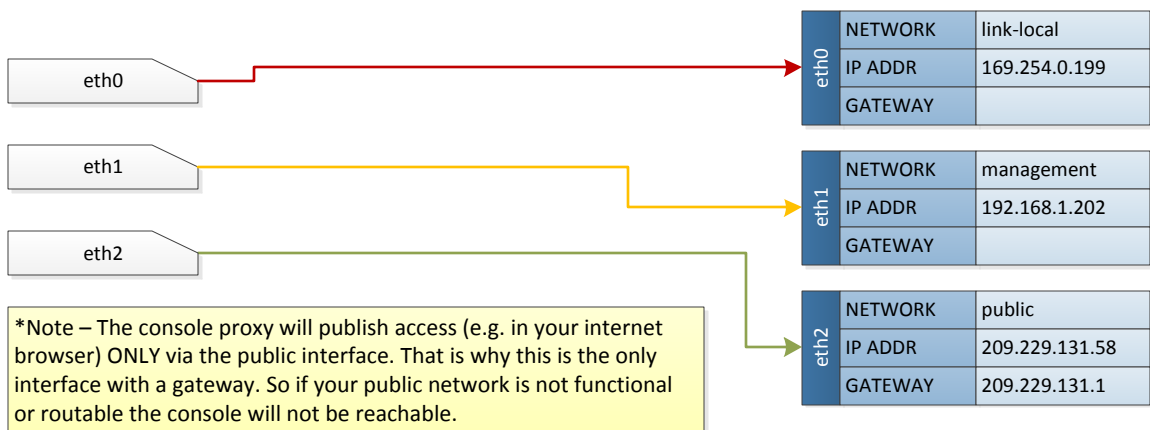 eth0
eth1
eth2
*Note – The console proxy will publish access (e.g. in your internet
browser) ONLY via the public interface. That is why this is the only
interface with a gateway. So if your public network is not functional
or routable the console will not be reachable.
eth0
NETWORK link-local
IP ADDR 169.254.0.199
GATEWAY
eth1
NETWORK management
IP ADDR 192.168.1.202
GATEWAY
eth2
NETWORK public
IP ADDR 209.229.131.58
GATEWAY 209.229.131.1